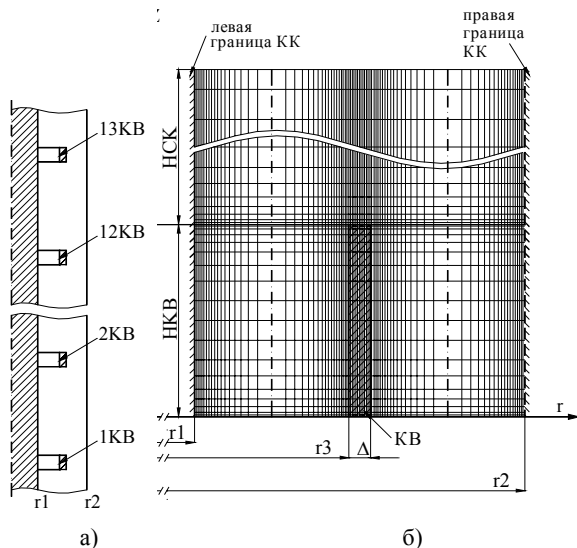 z
левая
граница КК
правая
граница
КК
13КВ
12КВ
2КВ
1КВ
НСК
НКВ
r
КВ
r1
r3
Δ
r2
r1
r2
а)
б)